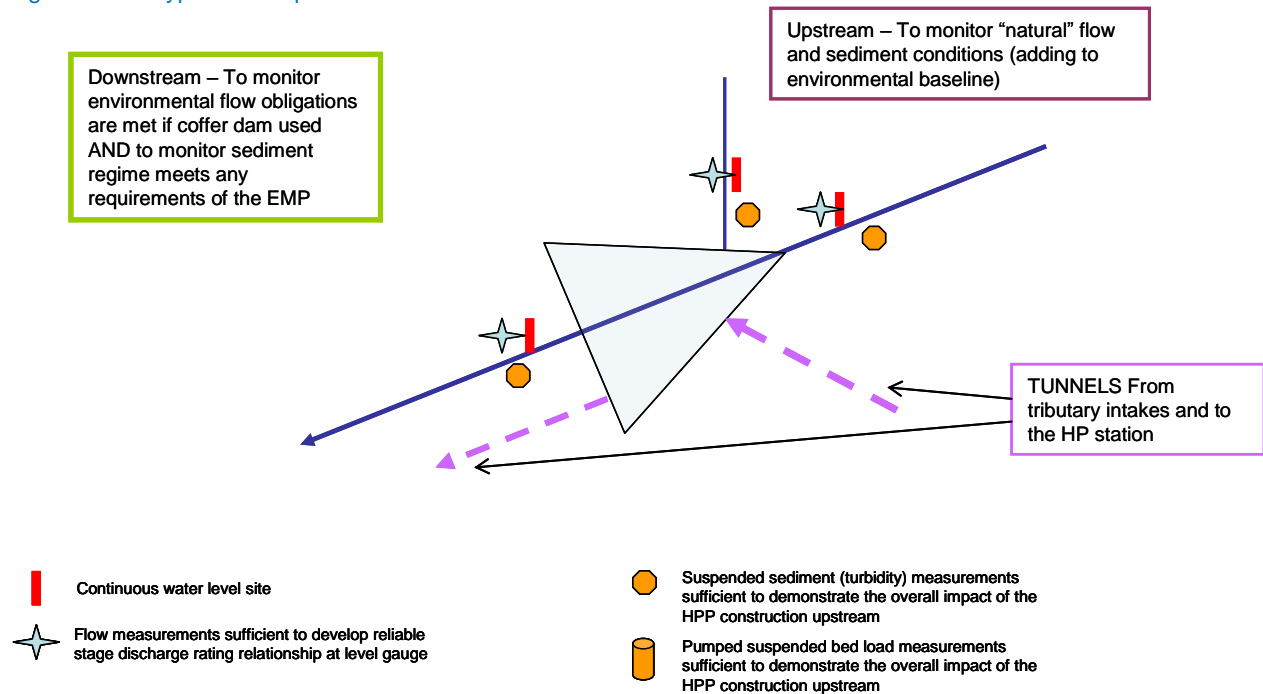 Downstream – To monitor
environmental flow obligations
are met if coffer dam used
AND to monitor sediment
regime meets any
requirements of the EMP
Upstream – To monitor “natural” flow
and sediment conditions (adding to
environmental baseline)
TUNNELS From
tributary intakes and to
the HP station
Continuous water level site
Flow measurements sufficient to develop reliable
stage discharge rating relationship at level gauge
Suspended sediment (turbidity) measurements
sufficient to demonstrate the overall impact of the
HPP construction upstream
Pumped suspended bed load measurements
sufficient to demonstrate the overall impact of the
HPP construction upstream